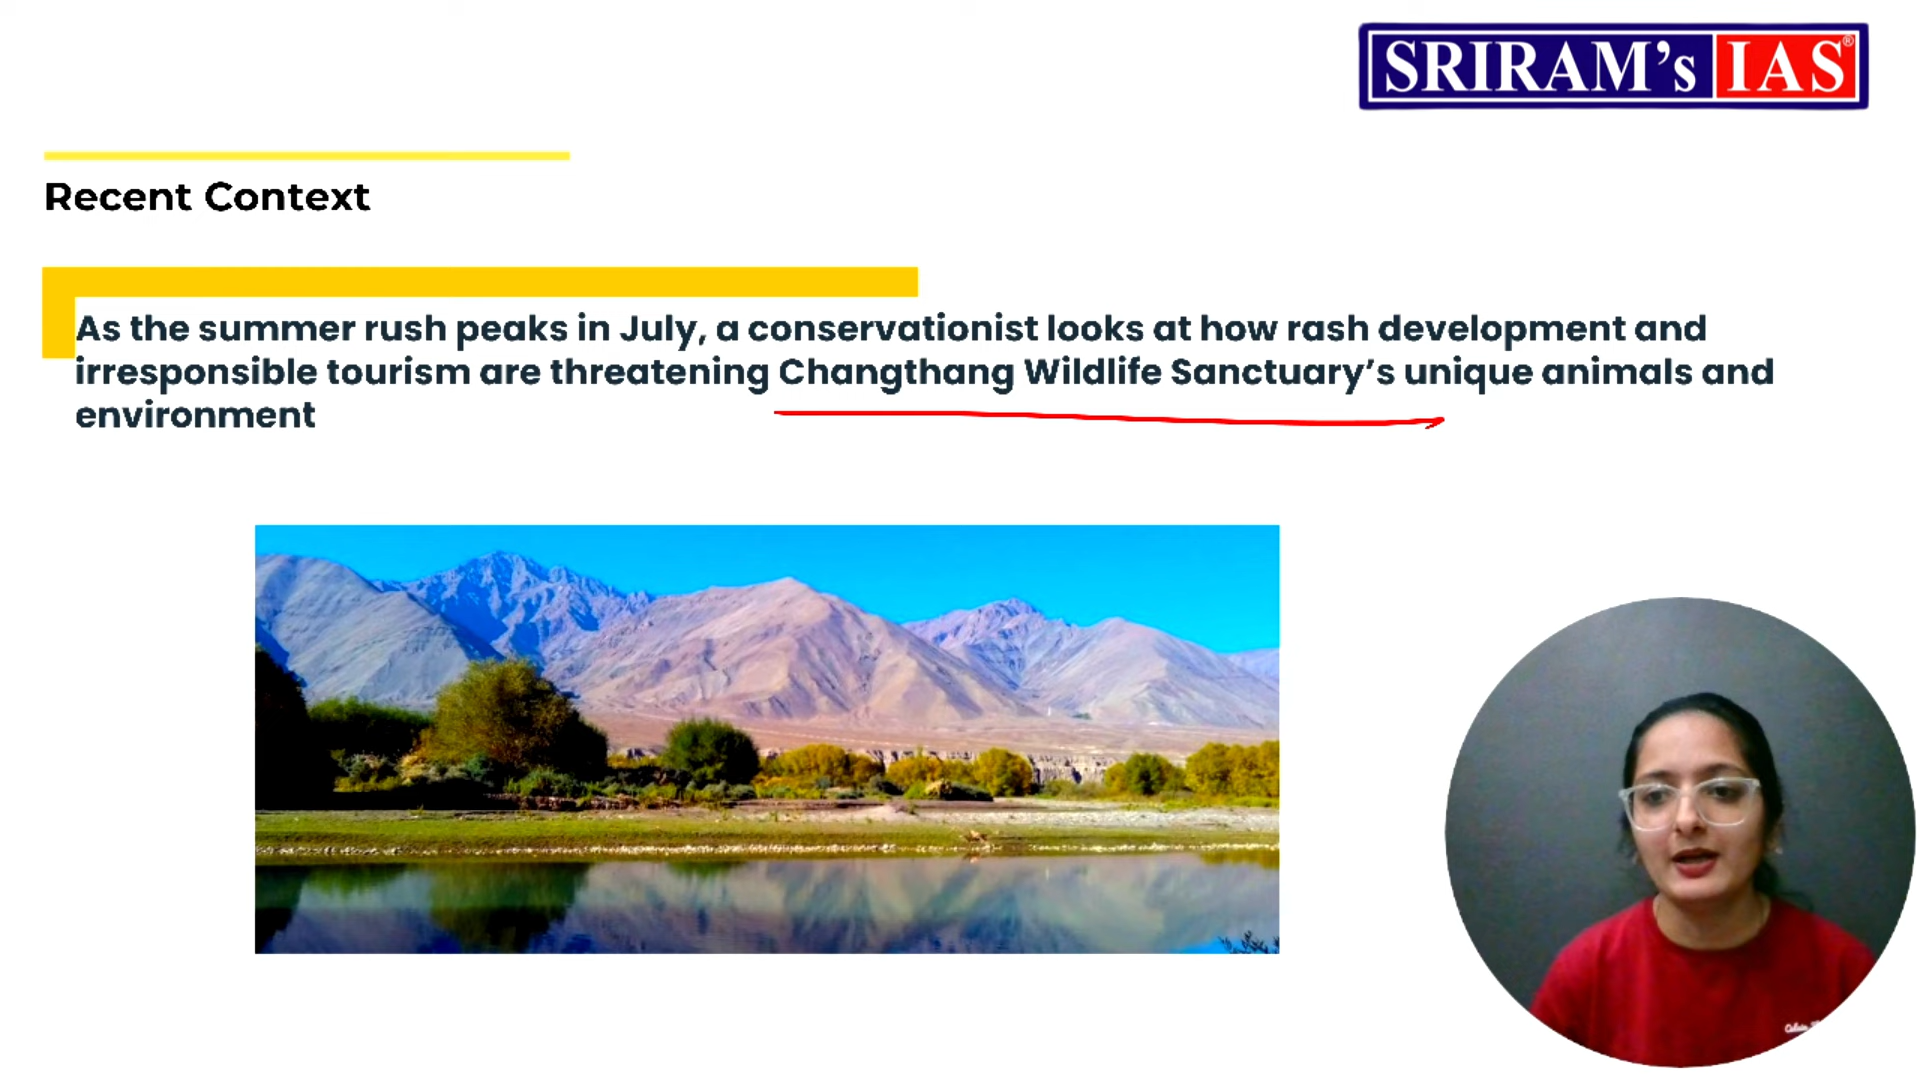 SRIRAM's IAS®
Recent Context
As the summer rush peaks in July, a conservationist looks at how rash development and
irresponsible tourism are threatening Changthang Wildlife Sanctuary’s unique animals and
environment